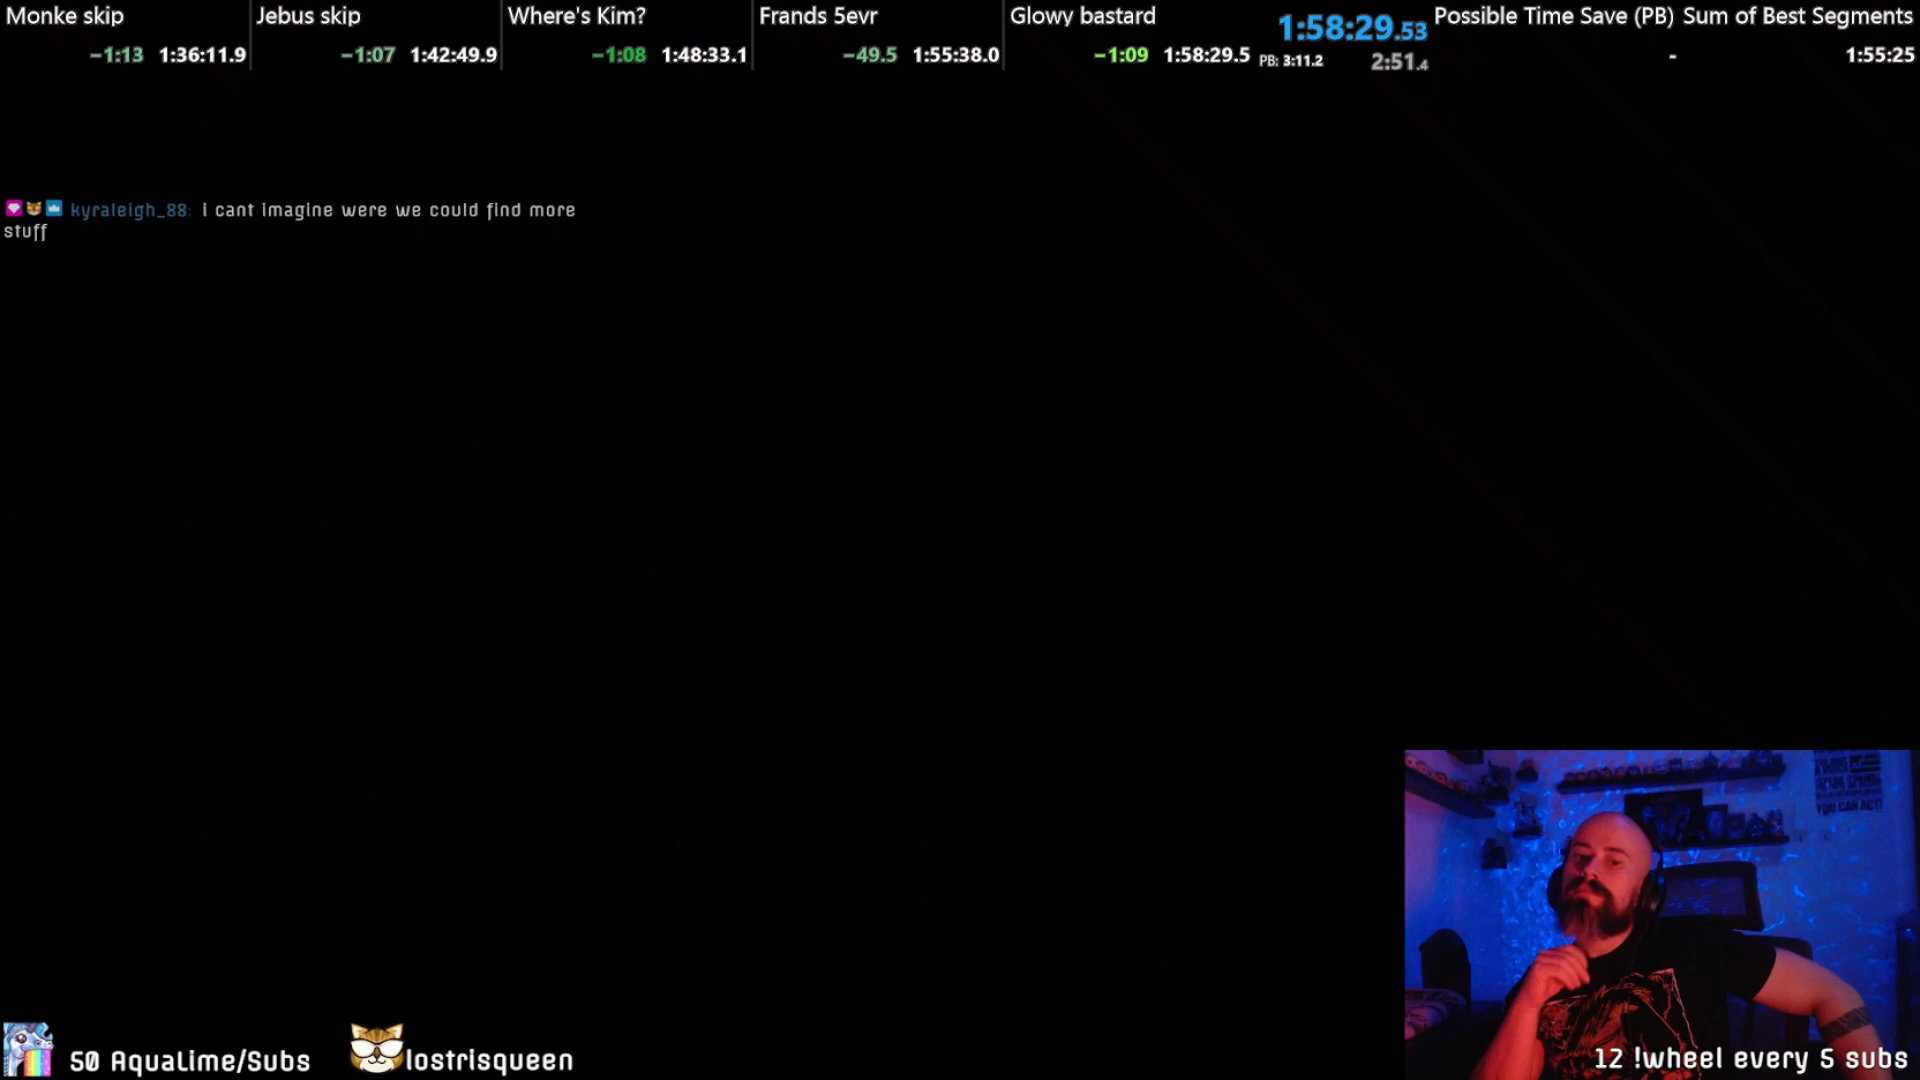 Monke skip
-1:13 1:36:11.9
Jebus skip
-1:07 1:42:49.9
Where's Kim?
-1:08 1:48:33.1
Frands 5evr
-49.5 1:55:38.0
Glowy bastard
-1:09 1:58:29.5
1:58:29.53
PB: 3:11.2 2:51.4
Possible Time Save (PB)
-
Sum of Best Segments
1:55:25
kyraleigh_88: i cant imagine were we could find more
stuff
YOU CAN ACT!
50 AquaLime/Subs
lostrisqueen
12 !wheel every 5 subs